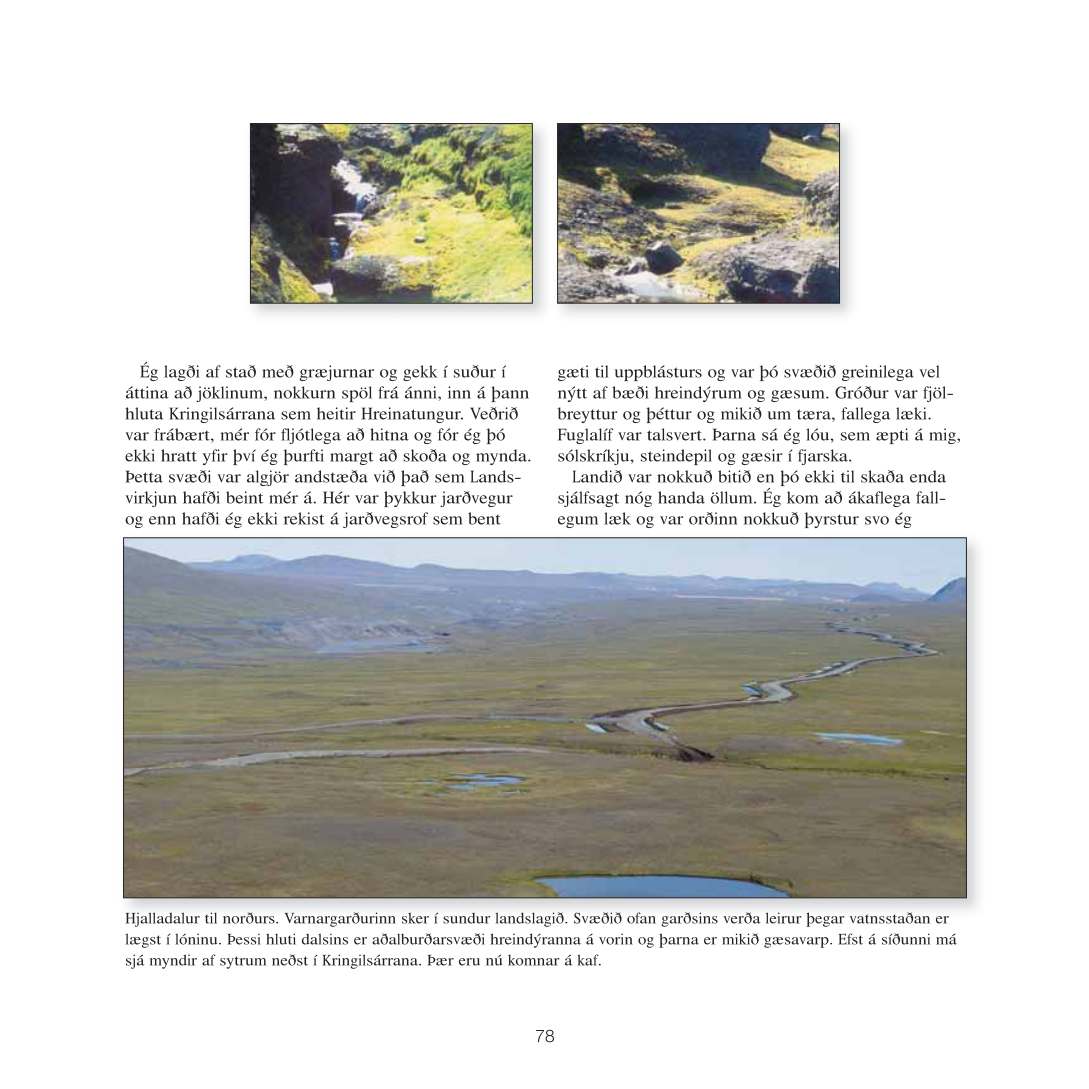 Ég lagði af stað með græjurnar og gekk í suður í
áttina að jöklinum, nokkurn spöl frá ánni, inn á þann
hluta Kringilsárrana sem heitir Hreinatungur. Veðrið
var frábært, mér fór fljótlega að hitna og fór ég þó
ekki hratt yfir því ég þurfti margt að skoða og mynda.
Þetta svæði var algjör andstæða við það sem Lands-
virkjun hafði beint mér á. Hér var þykkur jarðvegur
og enn hafði ég ekki rekist á jarðvegsrof sem bent
gæti til uppblásturs og var þó svæðið greinilega vel
nýtt af bæði hreindýrum og gæsum. Gróður var fjöl-
breyttur og þéttur og mikið um tæra, fallega læki.
Fuglalíf var talsvert. Þarna sá ég lóu, sem æpti á mig,
sólskríkju, steindepil og gæsir í fjarska.
Landið var nokkuð bitið en þó ekki til skaða enda
sjálfsagt nóg handa öllum. Ég kom að ákaflega fall-
egum læk og var orðinn nokkuð þyrstur svo ég
Hjalladalur til norðurs. Varnargarðurinn sker í sundur landslagið. Svæðið ofan garðsins verða leirur þegar vatnsstaðan er
lægst í lóninu. Þessi hluti dalsins er aðalburðarsvæði hreindýranna á vorin og þarna er mikið gæsavarp. Efst á síðunni má
sjá myndir af sytrum neðst í Kringilsárrana. Þær eru nú komnar á kaf.
78